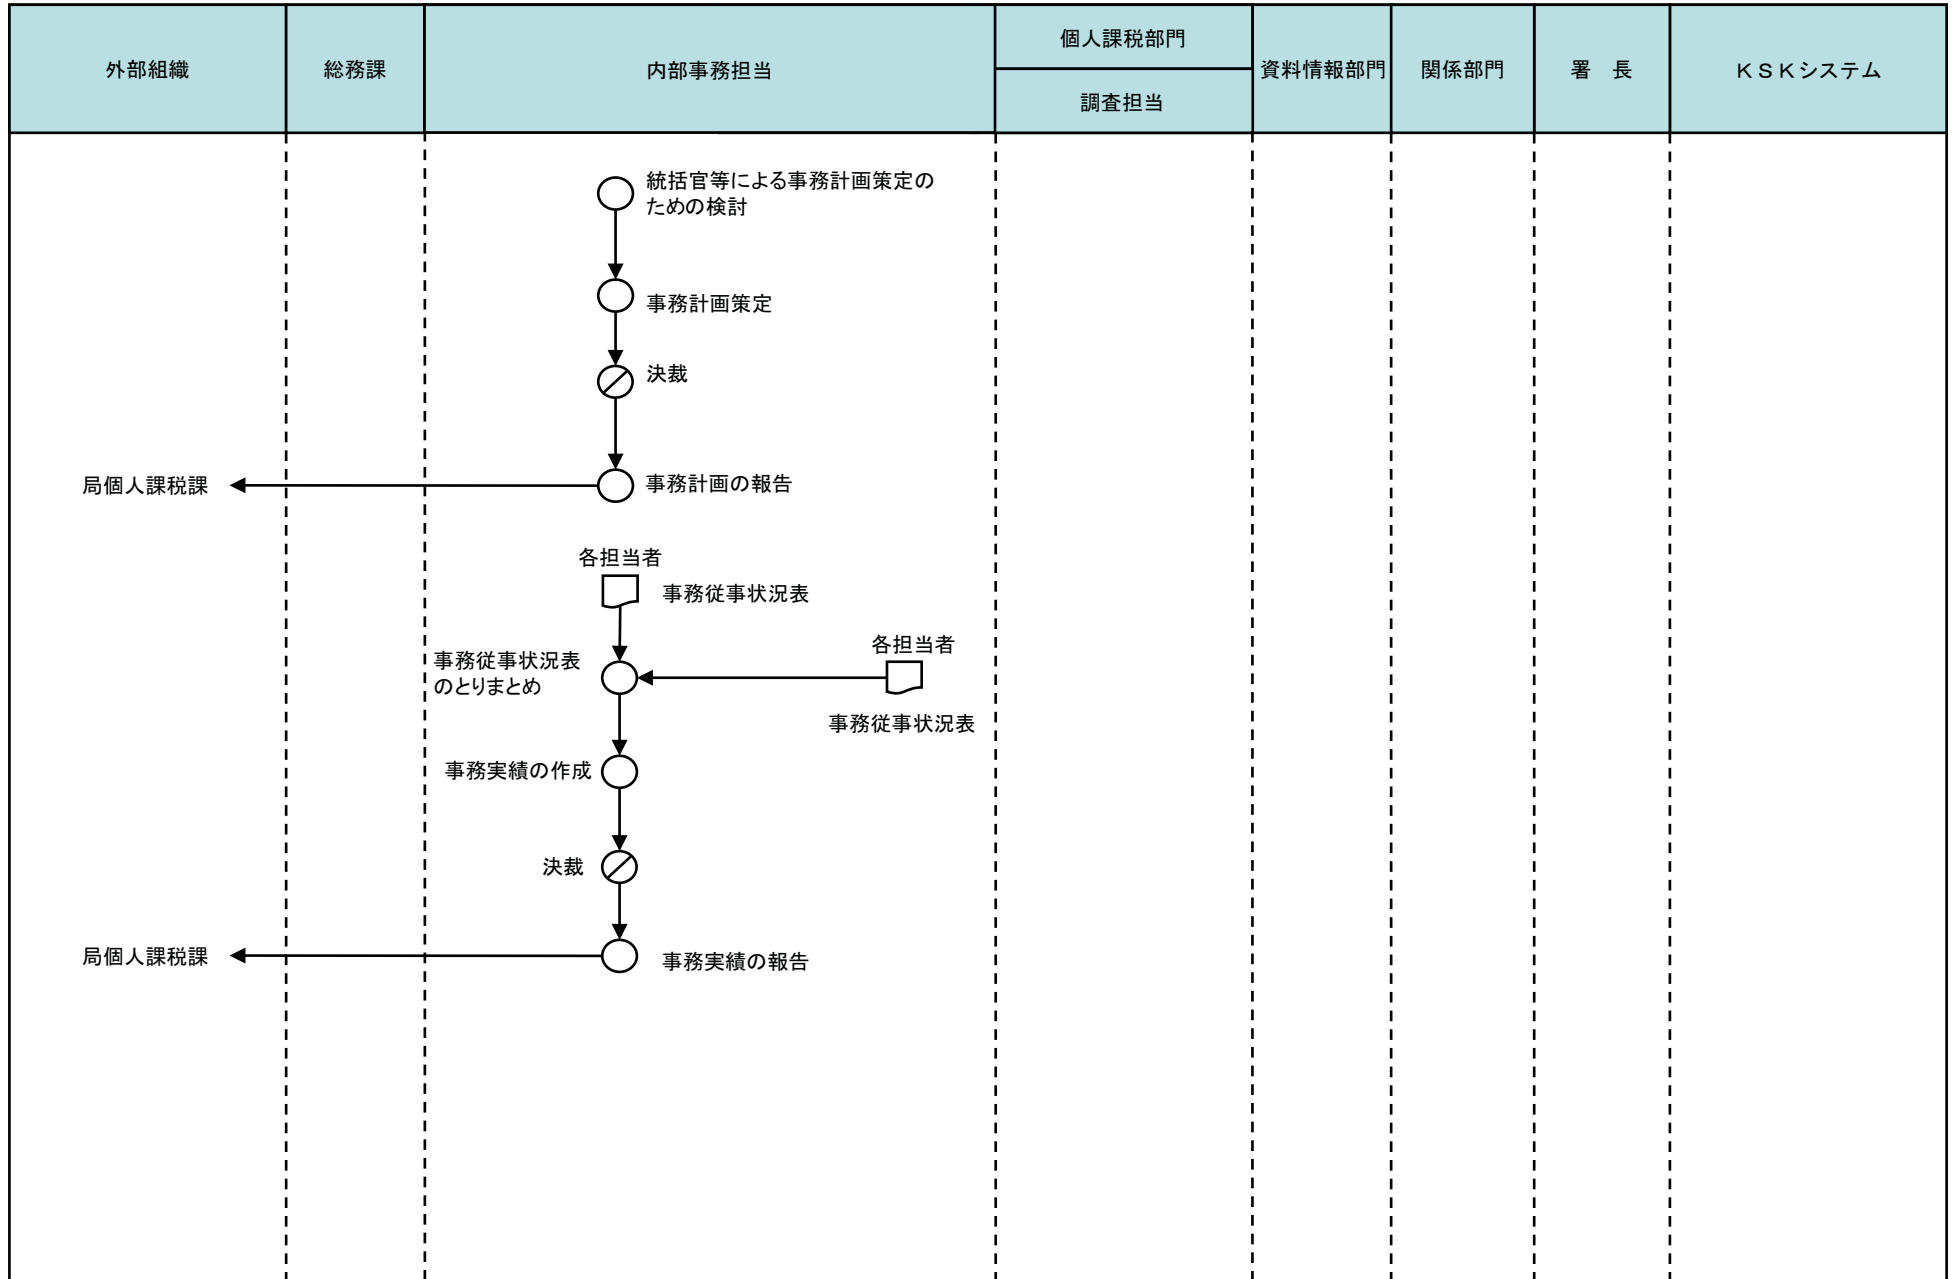 外部組織
総務課
内部事務担当
個人課税部門
調査担当
資料情報部門
関係部門
署　長
ＫＳＫシステム
統括官等による事務計画策定の
ための検討
事務計画策定
決裁
局個人課税課
事務計画の報告
各担当者
事務従事状況表
各担当者
事務従事状況表
のとりまとめ
事務従事状況表
事務実績の作成
決裁
局個人課税課
事務実績の報告